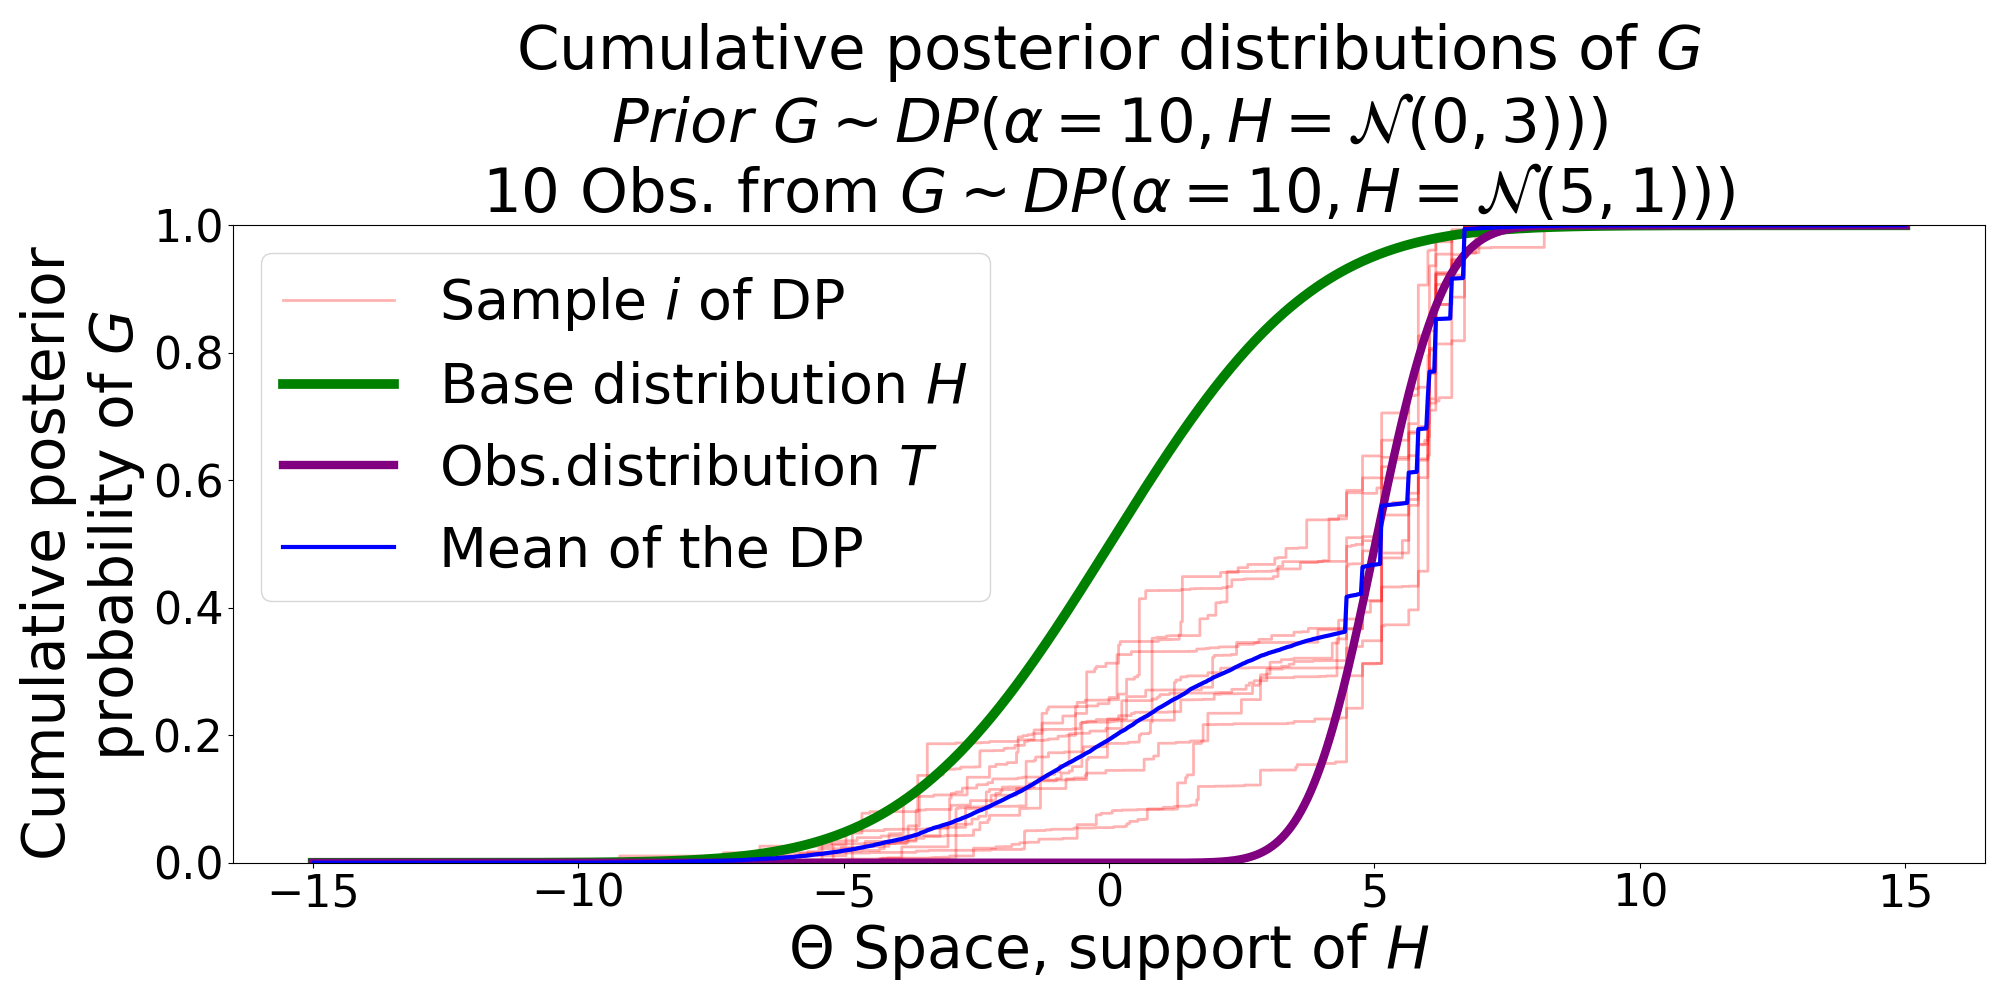 Cumulative posterior distributions of G
Prior G ∼ DP(α = 10, H = 𝒩(0, 3)))
10 Obs. from G ∼ DP(α = 10, H = 𝒩(5, 1)))
Cumulative posterior
probability of G
1.0
0.8
0.6
0.4
0.2
0.0
Sample i of DP
Base distribution H
Obs.distribution T
Mean of the DP
−15
−10
−5
0
5
10
15
Θ Space, support of H